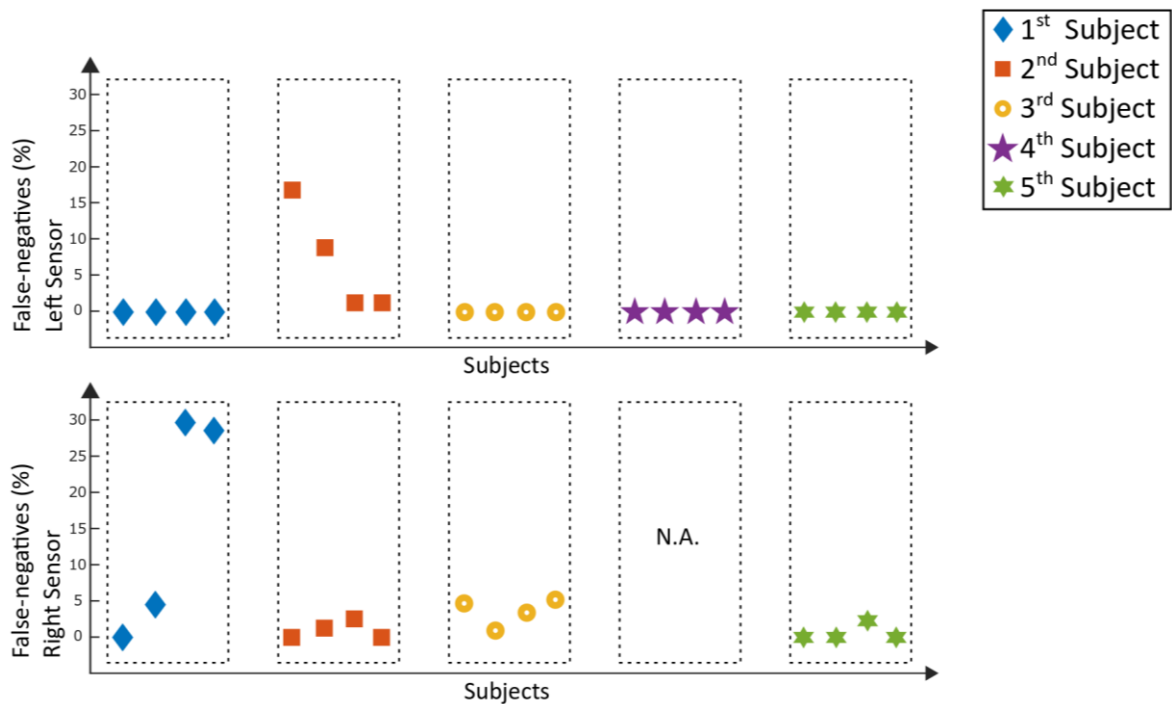 1st Subject
2nd Subject
3rd Subject
4th Subject
5th Subject
False-negatives (%)
Left Sensor
30
25
20
15
10
5
0
Subjects
False-negatives (%)
Right Sensor
30
25
20
15
10
5
0
N.A.
Subjects